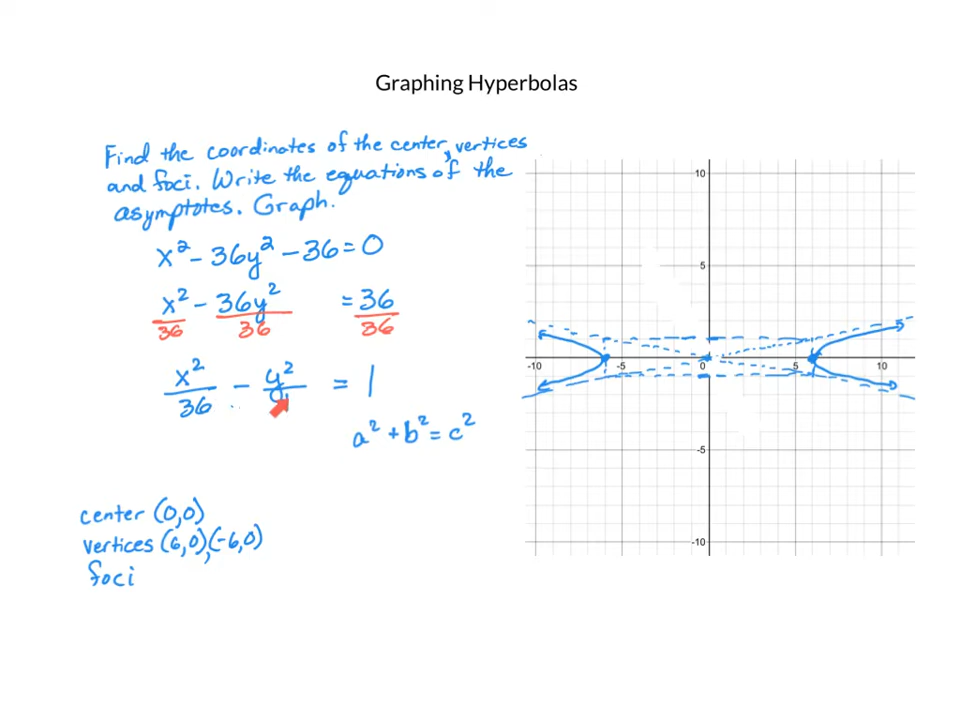 Graphing Hyperbolas
Find the coordinates of the center, vertices
and foci. Write the equations of the
asymptotes. Graph.
x² - 36y² - 36 = 0
x² - 36y² = 36
36 36 36
x² - y² = 1
36
a² + b² = c²
center (0,0)
vertices (6,0), (-6,0)
foci
10
5
-10 -5 0 5 10
-5
-10